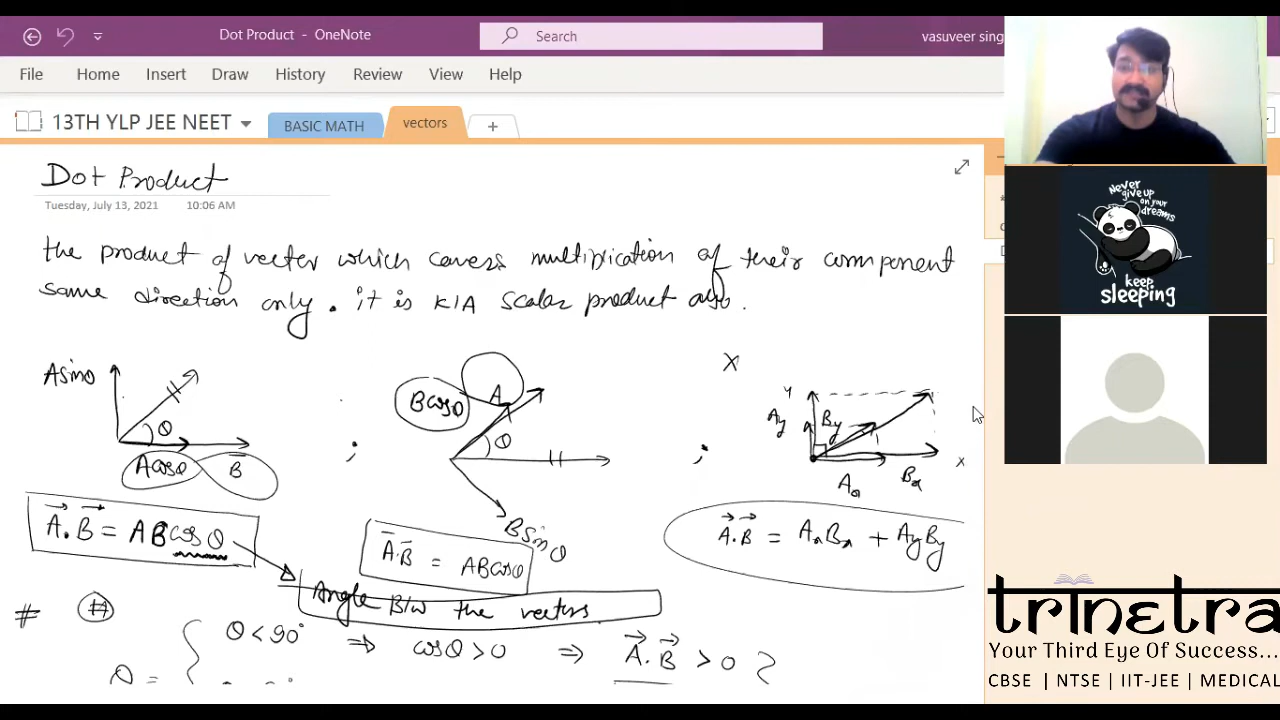 Dot Product - OneNote
Search
vasuveer sing
File Home Insert Draw History Review View Help
13TH YLP JEE NEET
BASIC MATH
vectors
+
Dot Product
Tuesday, July 13, 2021 10:06 AM
the product of vector which covers multiplication of their component
same direction only. it is K/A scalar product also.
Asinθ
θ
Acosθ B
;
Bcosθ
A
θ
Bsinθ
;
X
y
Ay By
x
Ax Bx
A.B = ABcosθ
A.B = ABcosθ
A.B = AxBx + AyBy
Angle B/w the vectors.
# #
θ < 90° ⇒ cosθ > 0 ⇒ A.B > 0
θ =
Never give up on your dreams
keep
sleeping
trinetra
Your Third Eye Of Success...
CBSE | NTSE | IIT-JEE | MEDICAL